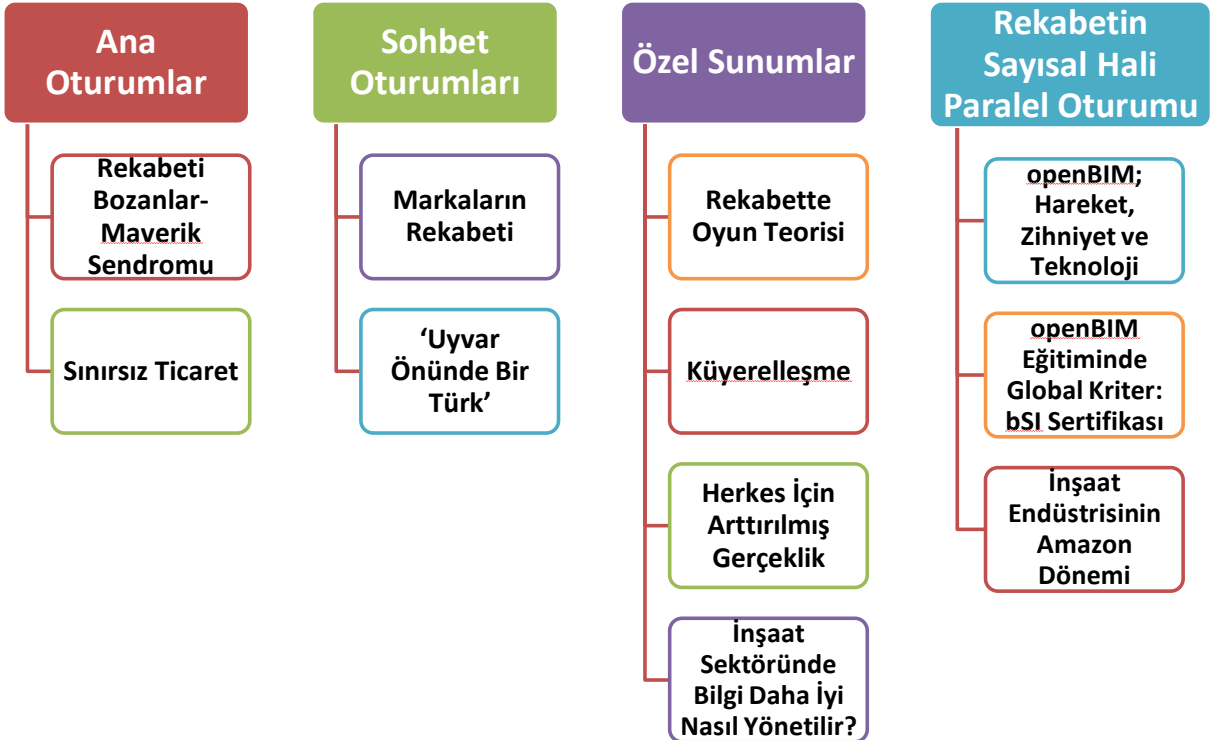 Ana
Oturumlar
Rekabeti
Bozanlar-
Maverik
Sendromu
Sınırsız Ticaret
Sohbet
Oturumları
Markaların
Rekabeti
‘Uyvar
Önünde Bir
Türk’
Özel Sunumlar
Rekabette
Oyun Teorisi
Küyerelleşme
Herkes İçin
Arttırılmış
Gerçeklik
İnşaat
Sektöründe
Bilgi Daha İyi
Nasıl Yönetilir?
Rekabetin
Sayısal Hali
Paralel Oturumu
openBIM;
Hareket,
Zihniyet ve
Teknoloji
openBIM
Eğitiminde
Global Kriter:
bSI Sertifikası
İnşaat
Endüstrisinin
Amazon
Dönemi